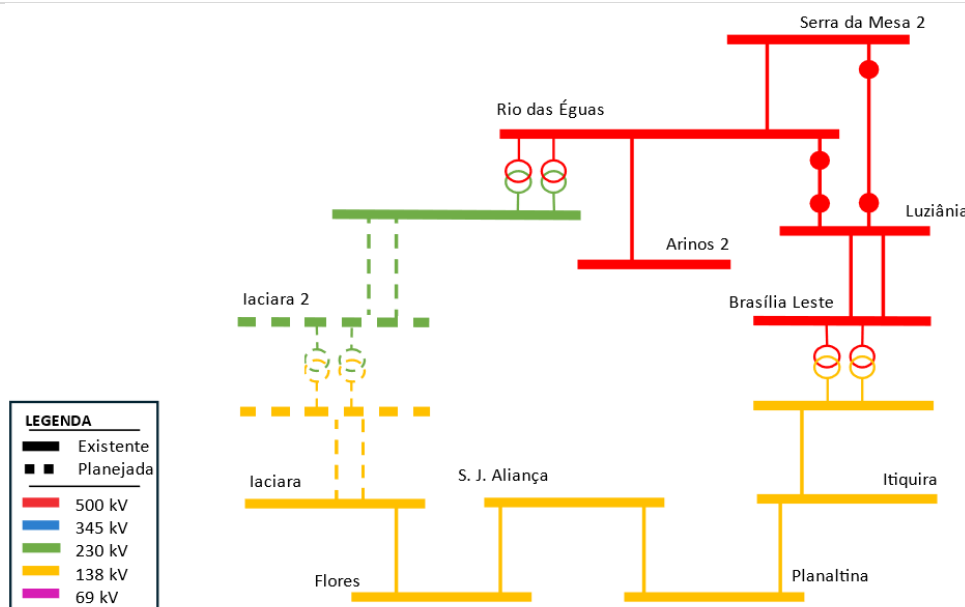 Serra da Mesa 2
Rio das Éguas
Luziânia
Arinos 2
Iaciara 2
Brasília Leste
LEGENDA
Existente
Planejada
500 kV
345 kV
230 kV
138 kV
69 kV
Iaciara
S. J. Aliança
Itiquira
Flores
Planaltina